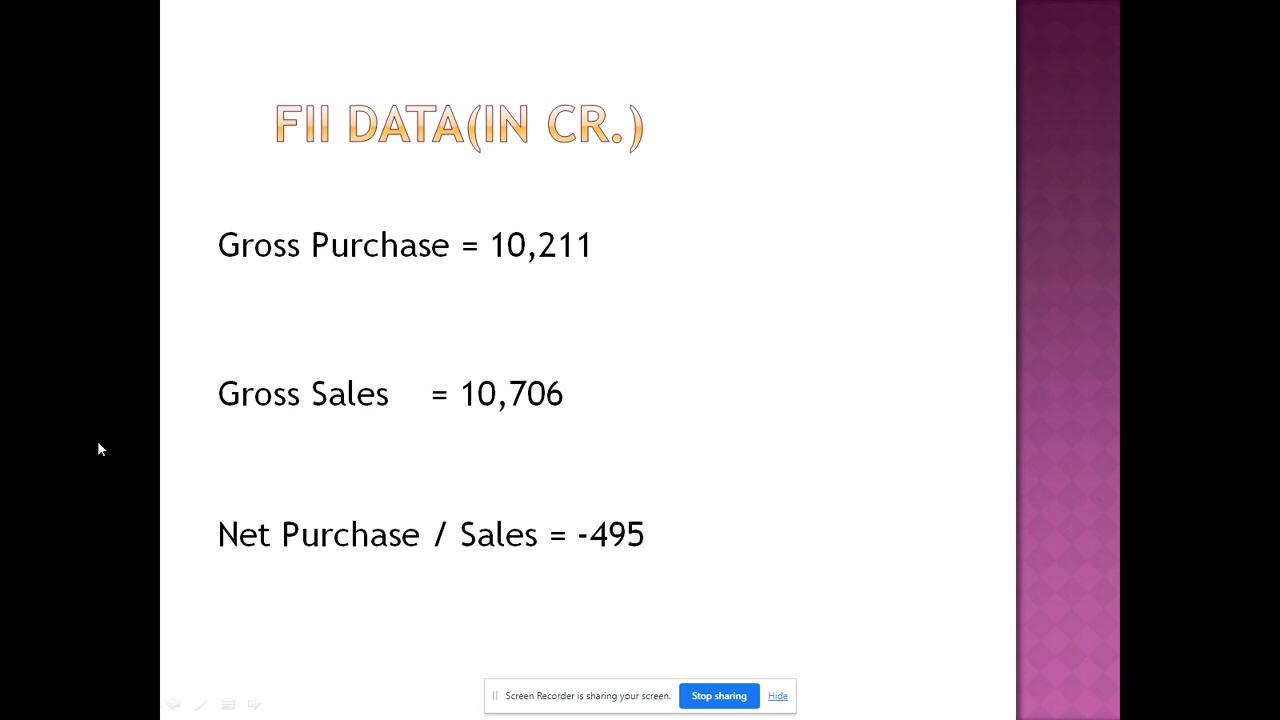 FII DATA(IN CR.)
Gross Purchase = 10,211
Gross Sales = 10,706
Net Purchase / Sales = -495
Screen Recorder is sharing your screen. Stop sharing Hide